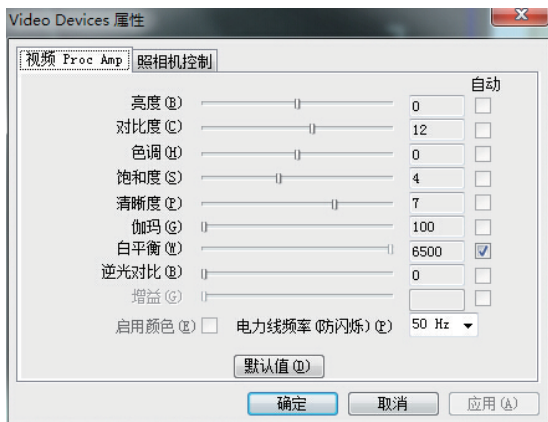 Video Devices 属性
视频 Proc Amp 照相机控制
自动
亮度(B) 0
对比度(C) 12
色调(H) 0
饱和度(S) 4
清晰度(P) 7
伽玛(G) 100
白平衡(W) 6500
逆光对比(B) 0
增益(G)
启用颜色(E) 电力线频率(防闪烁)(P) 50 Hz
默认值(D)
确定 取消 应用(A)